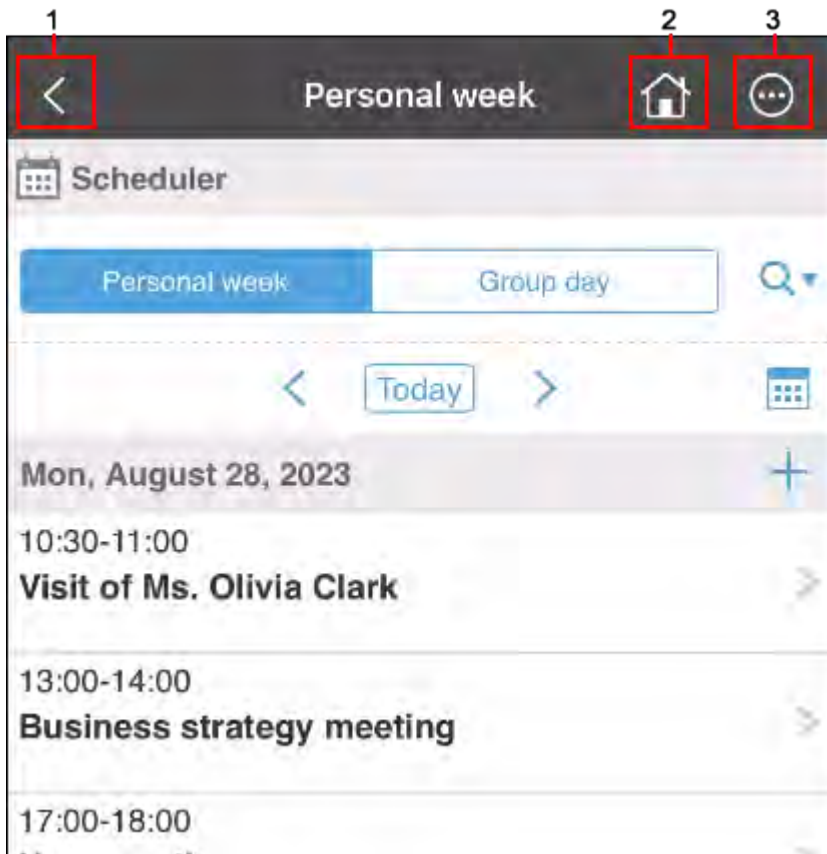 1 2 3
Personal week
Scheduler
Personal week Group day
Today
Mon, August 28, 2023
10:30-11:00
Visit of Ms. Olivia Clark
13:00-14:00
Business strategy meeting
17:00-18:00